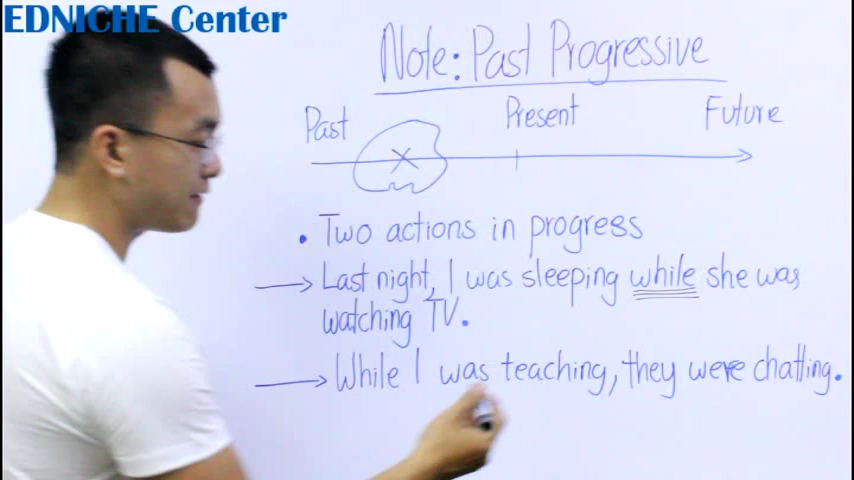 EDNICHE Center
Note: Past Progressive
Past Present Future
• Two actions in progress
→ Last night, I was sleeping while she was
watching TV.
→ While I was teaching, they were chatting.